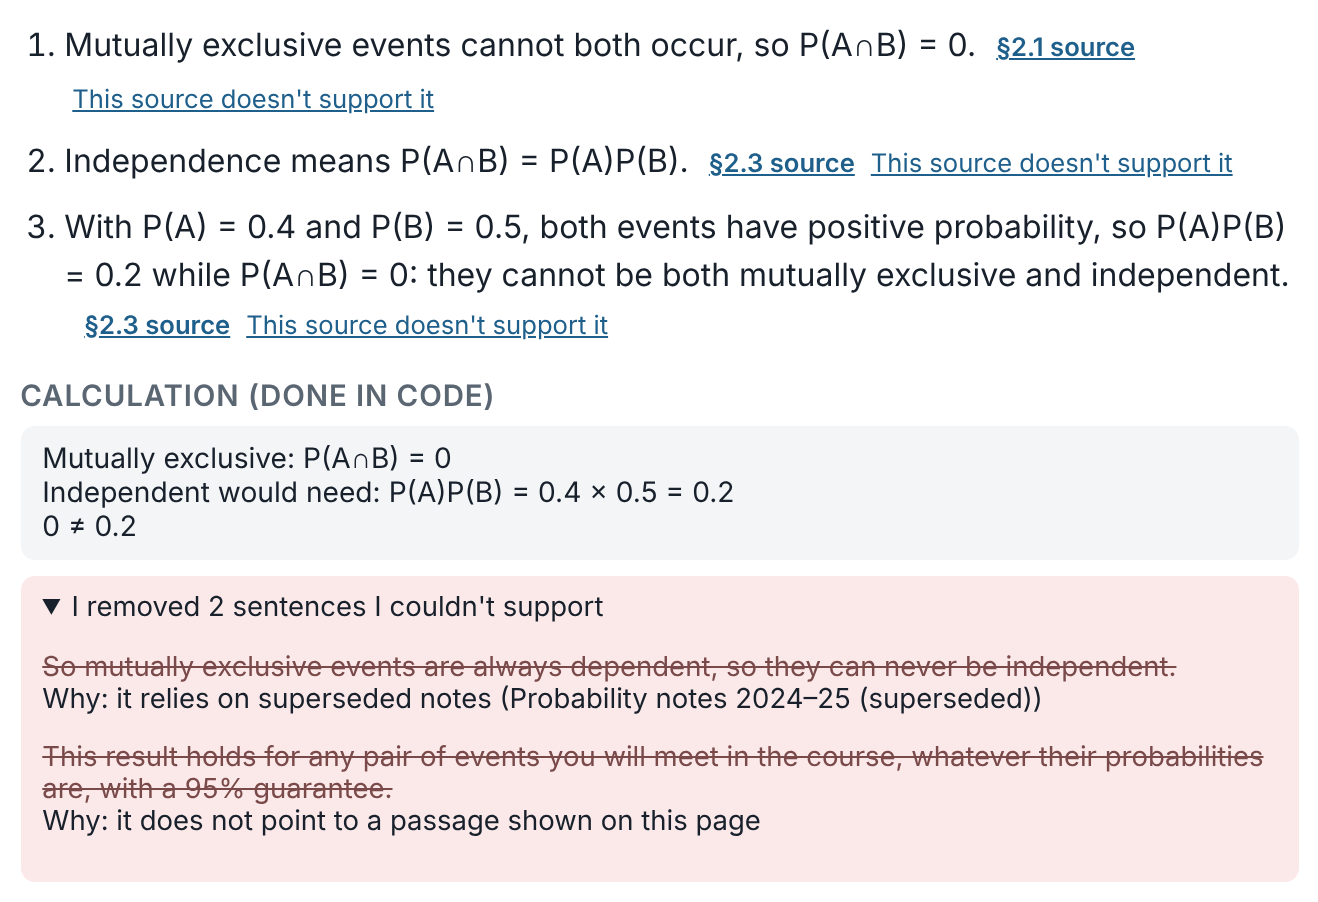 1. Mutually exclusive events cannot both occur, so P(A∩B) = 0. §2.1 source
This source doesn't support it
2. Independence means P(A∩B) = P(A)P(B). §2.3 source This source doesn't support it
3. With P(A) = 0.4 and P(B) = 0.5, both events have positive probability, so P(A)P(B)
= 0.2 while P(A∩B) = 0: they cannot be both mutually exclusive and independent.
§2.3 source This source doesn't support it
CALCULATION (DONE IN CODE)
Mutually exclusive: P(A∩B) = 0
Independent would need: P(A)P(B) = 0.4 × 0.5 = 0.2
0 ≠ 0.2
▼ I removed 2 sentences I couldn't support
So mutually exclusive events are always dependent, so they can never be independent.
Why: it relies on superseded notes (Probability notes 2024–25 (superseded))
This result holds for any pair of events you will meet in the course, whatever their probabilities
are, with a 95% guarantee.
Why: it does not point to a passage shown on this page